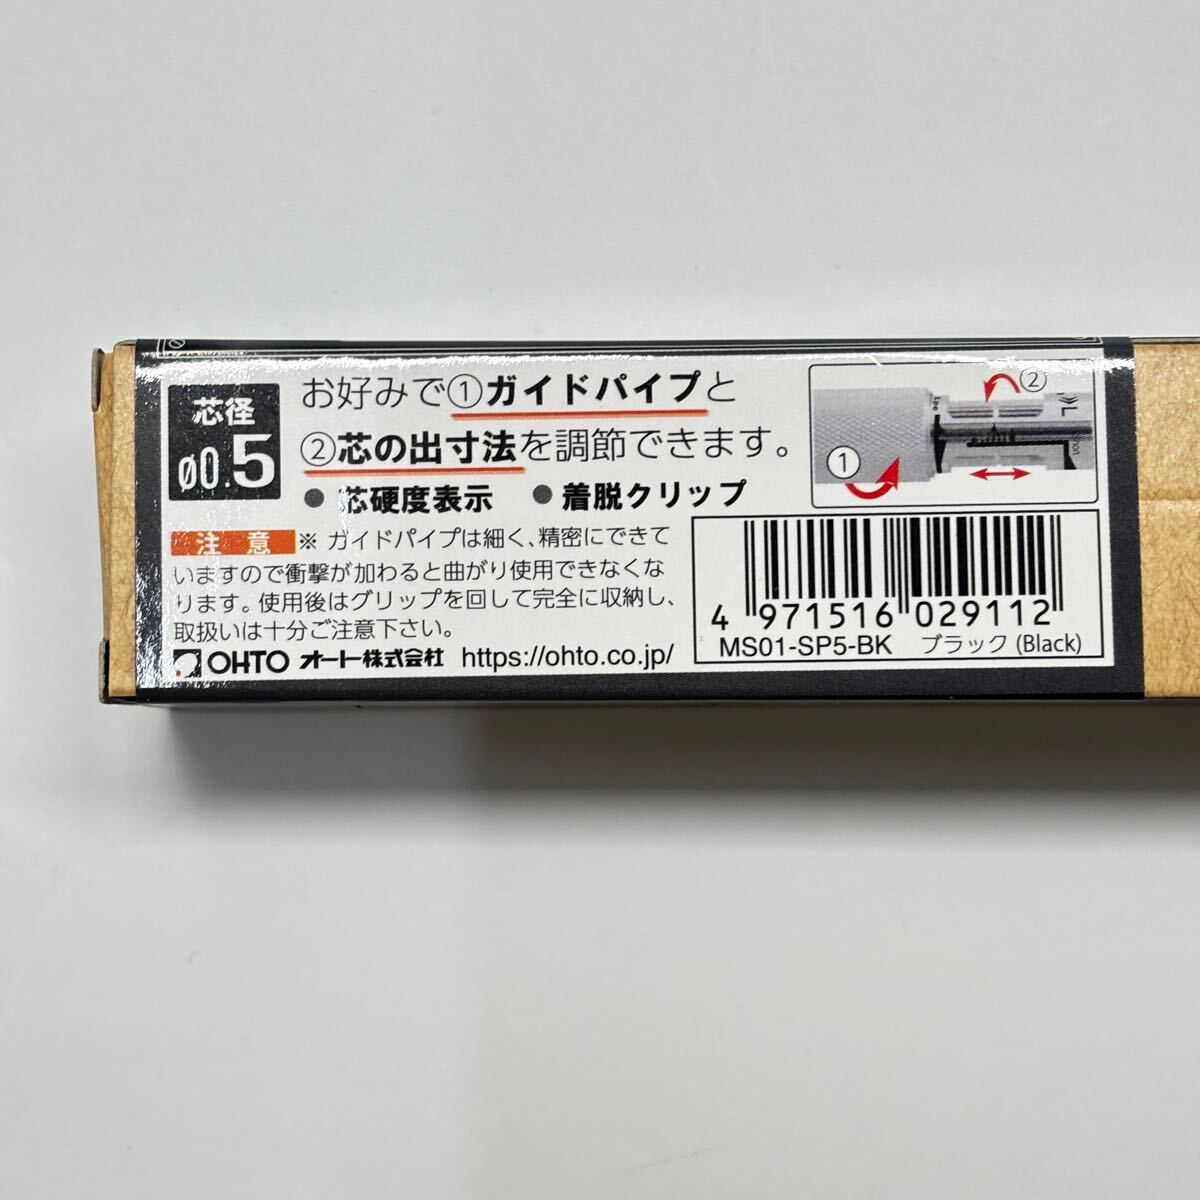 芯径
ø0.5
お好みで①ガイドパイプと
②芯の出寸法を調節できます。
● 芯硬度表示 ● 着脱クリップ
注意 ※ ガイドパイプは細く、精密にできて
いますので衝撃が加わると曲がり使用できなくな
ります。使用後はグリップを回して完全に収納し、
取扱いは十分ご注意下さい。
OHTO オート株式会社 https://ohto.co.jp/
②
①
4 971516 029112
MS01-SP5-BK ブラック (Black)